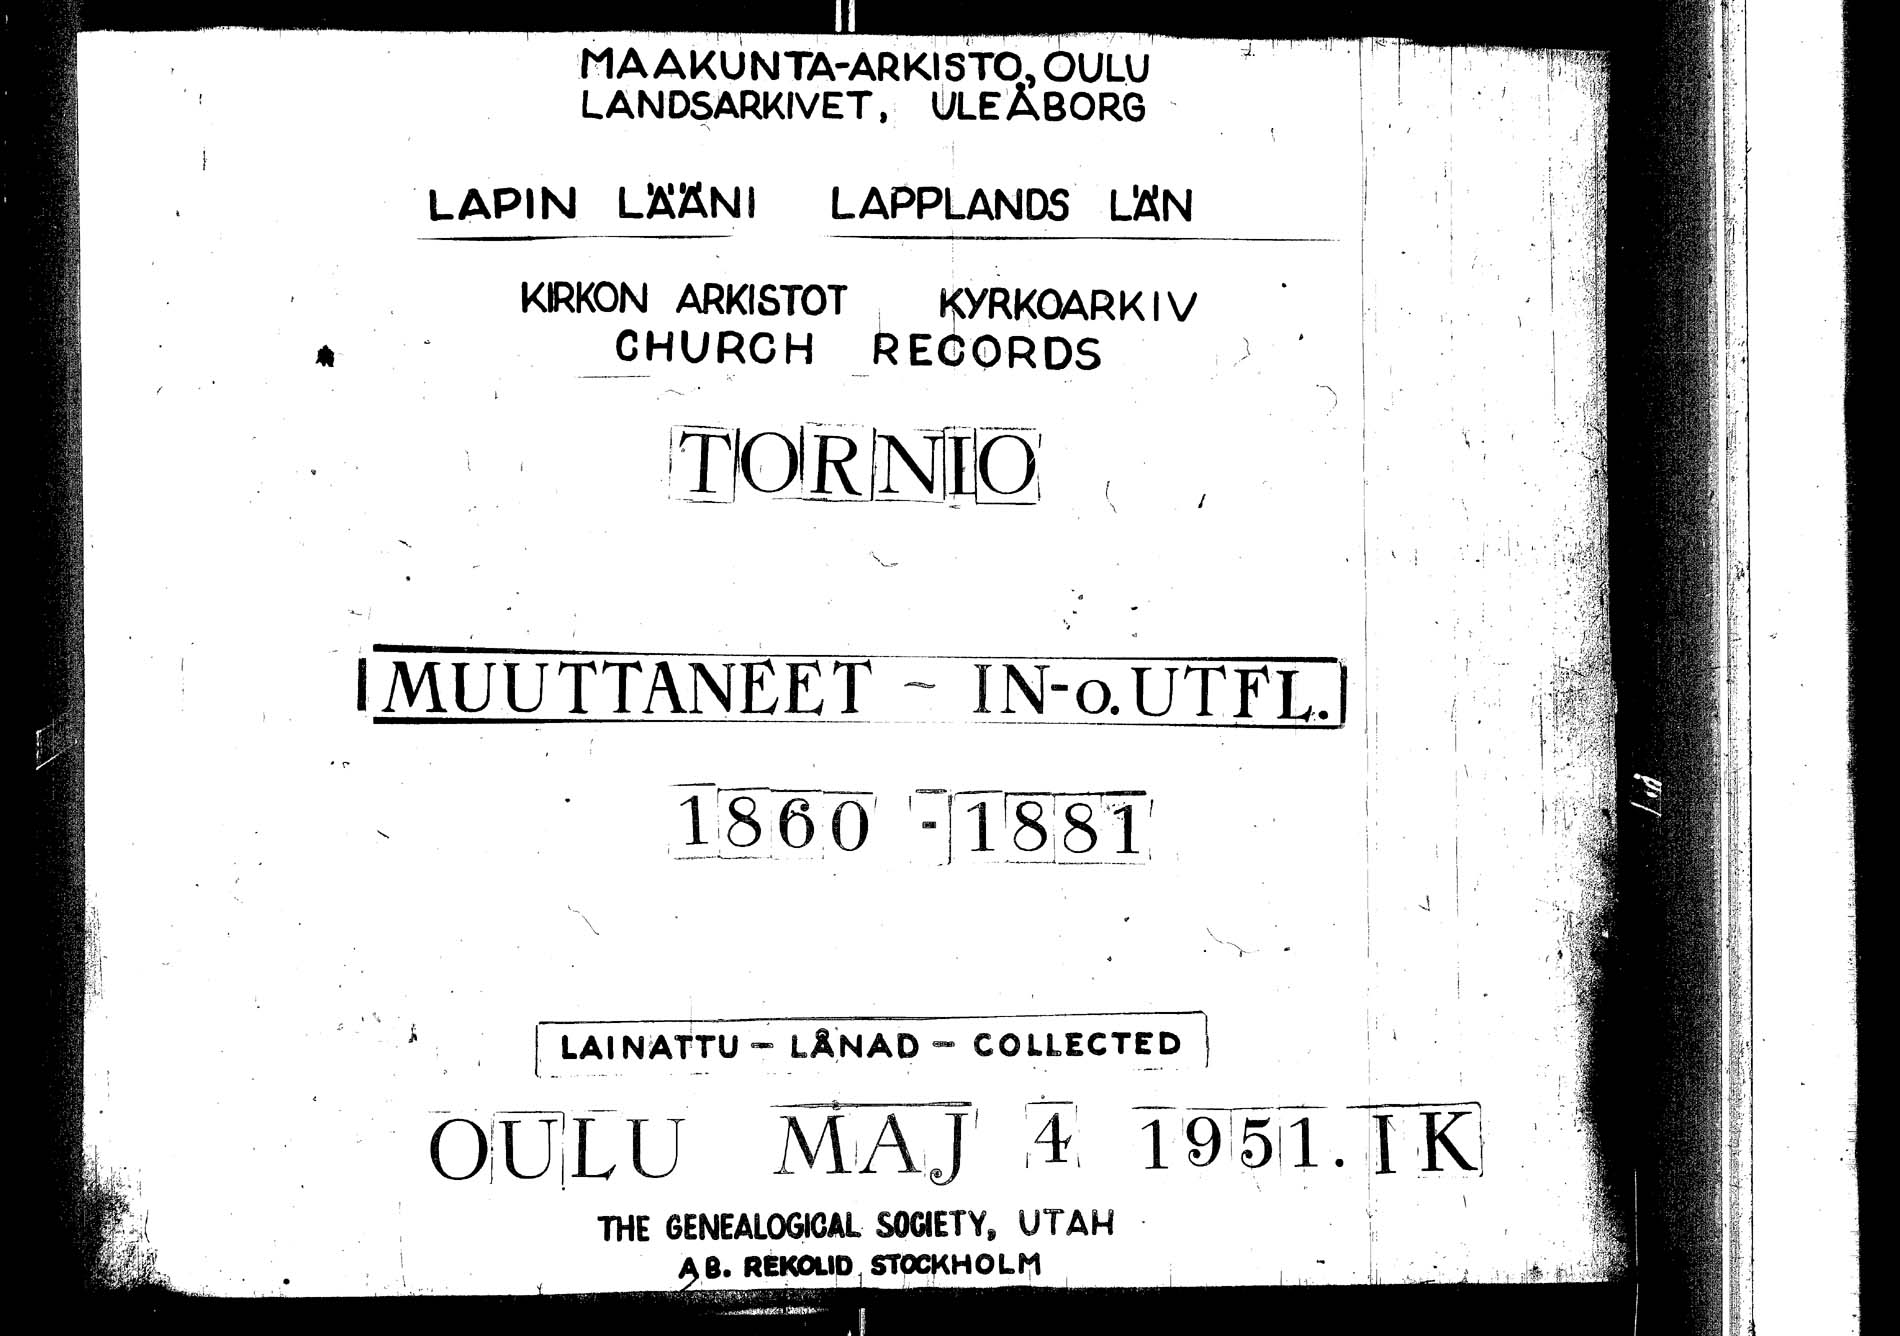 MAAKUNTA-ARKISTO, OULU
LANDSARKIVET, ULEÅBORG
LAPIN LÄÄNI LAPPLANDS LÄN
KIRKON ARKISTOT KYRKOARKIV
CHURCH RECORDS
TORNIO
MUUTTANEET ~ IN-o. UTFL.
1860 - 1881
LAINATTU - LÅNAD - COLLECTED
OULU MAJ 4 1951. IK
THE GENEALOGICAL SOCIETY, UTAH
AB. REKOLID STOCKHOLM